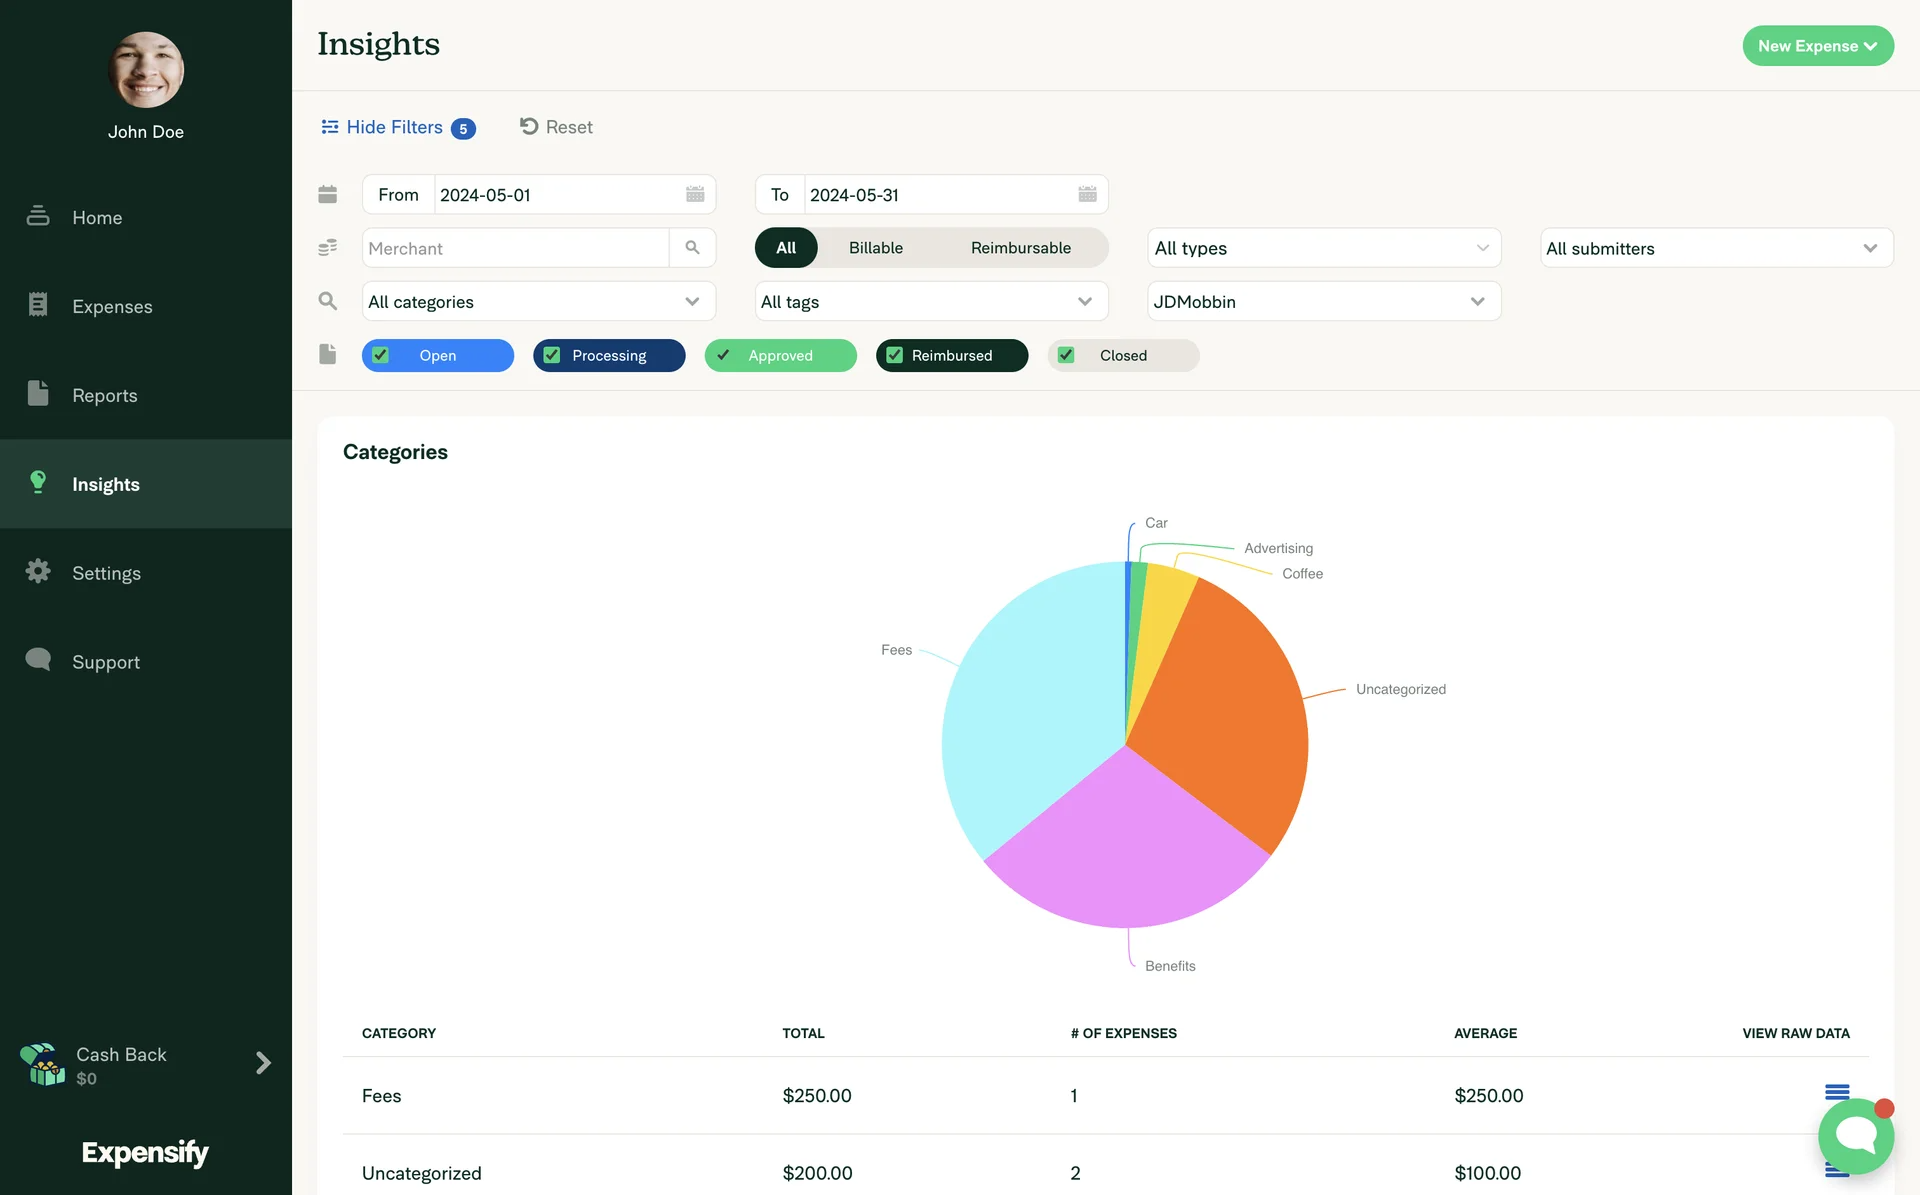 John Doe
Home
Expenses
Reports
Insights
Settings
Support
Cash Back
$0
Expensify
Insights
New Expense
Hide Filters 5
Reset
From 2024-05-01
To 2024-05-31
Merchant
All Billable Reimbursable
All types
All submitters
All categories
All tags
JDMobbin
Open Processing Approved Reimbursed Closed
Categories
Car
Advertising
Coffee
Fees
Uncategorized
Benefits
CATEGORY TOTAL # OF EXPENSES AVERAGE VIEW RAW DATA
Fees $250.00 1 $250.00
Uncategorized $200.00 2 $100.00